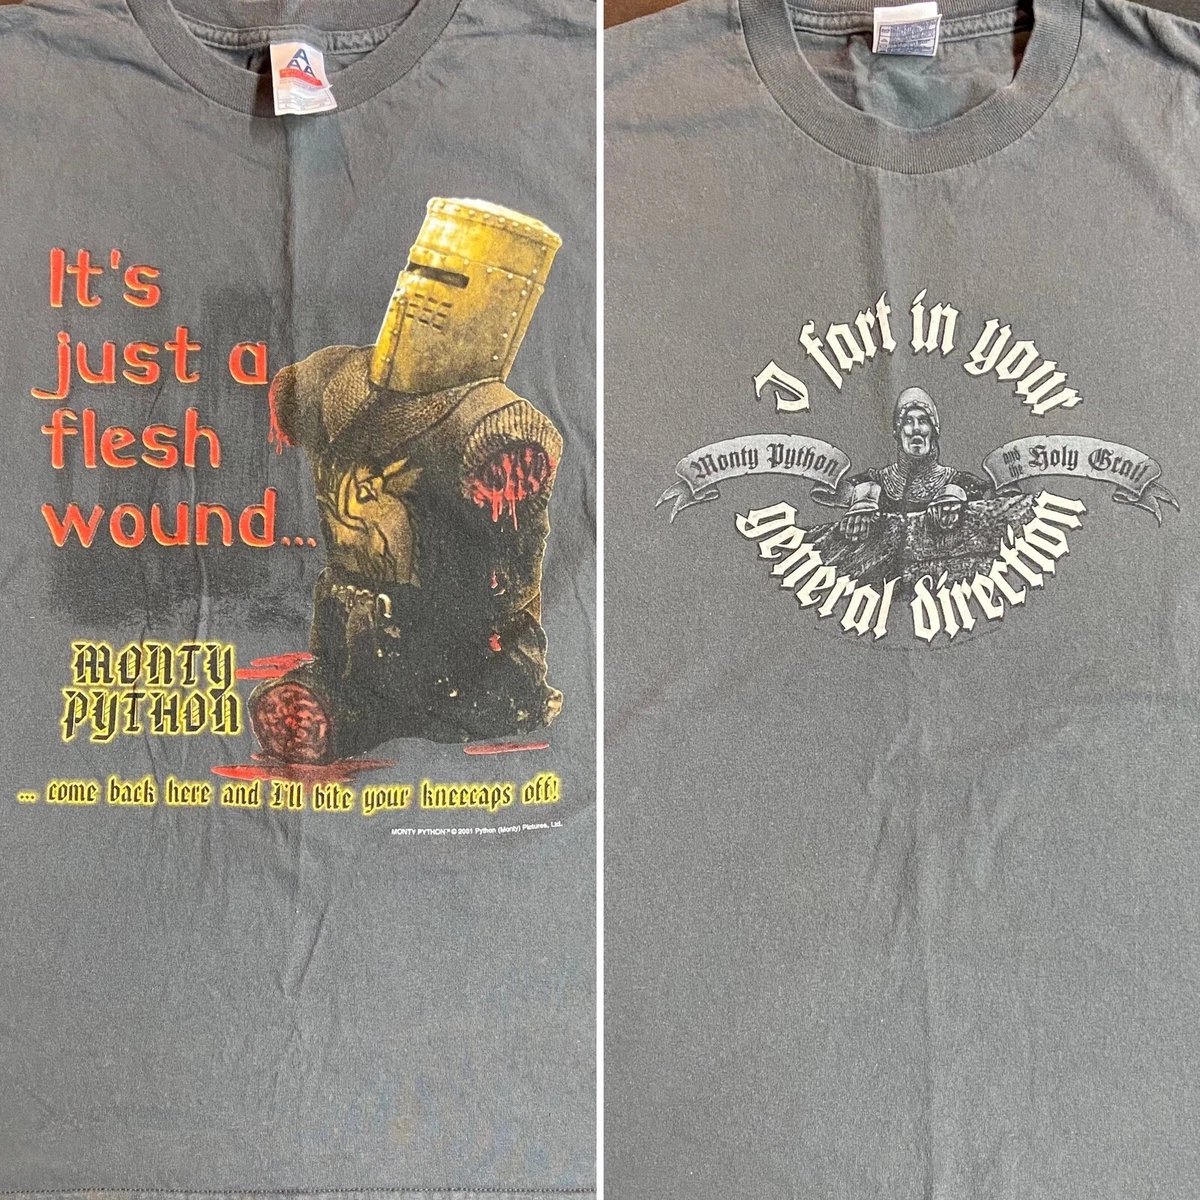 It's
just a
flesh
wound...
MONTY
PYTHON
... come back here and I'll bite your kneecaps off!
MONTY PYTHON™ © 2001 Python (Monty) Pictures, Ltd.
AAA
I fart in your
Monty Python
and the Holy Grail
general direction